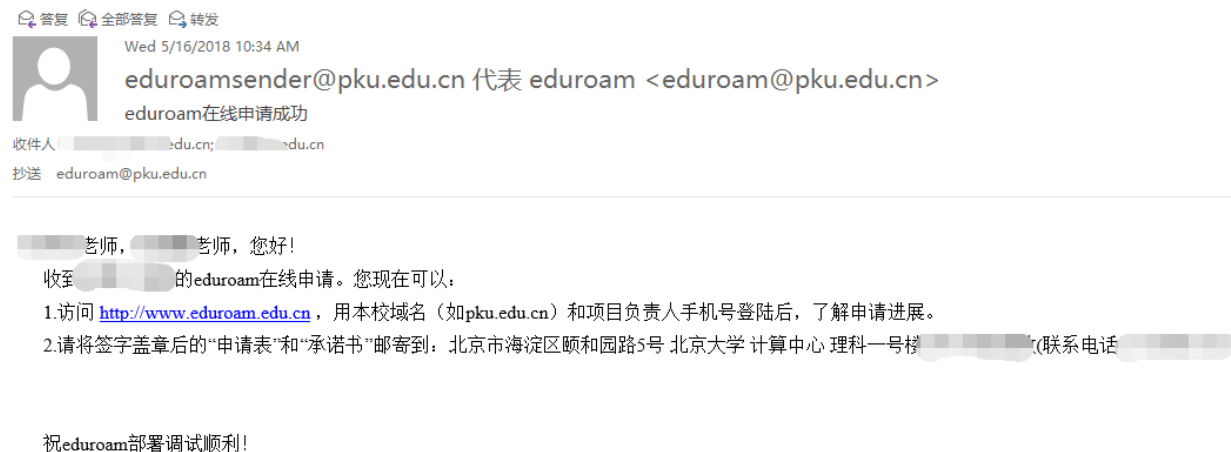 答复 全部答复 转发
Wed 5/16/2018 10:34 AM
eduroamsender@pku.edu.cn 代表 eduroam <eduroam@pku.edu.cn>
eduroam在线申请成功
收件人 edu.cn; edu.cn
抄送 eduroam@pku.edu.cn
老师， 老师，您好！
收到 的eduroam在线申请。您现在可以：
1.访问 http://www.eduroam.edu.cn ，用本校域名（如pku.edu.cn）和项目负责人手机号登陆后，了解申请进展。
2.请将签字盖章后的“申请表”和“承诺书”邮寄到：北京市海淀区颐和园路5号 北京大学 计算中心 理科一号楼 (联系电话
祝eduroam部署调试顺利！